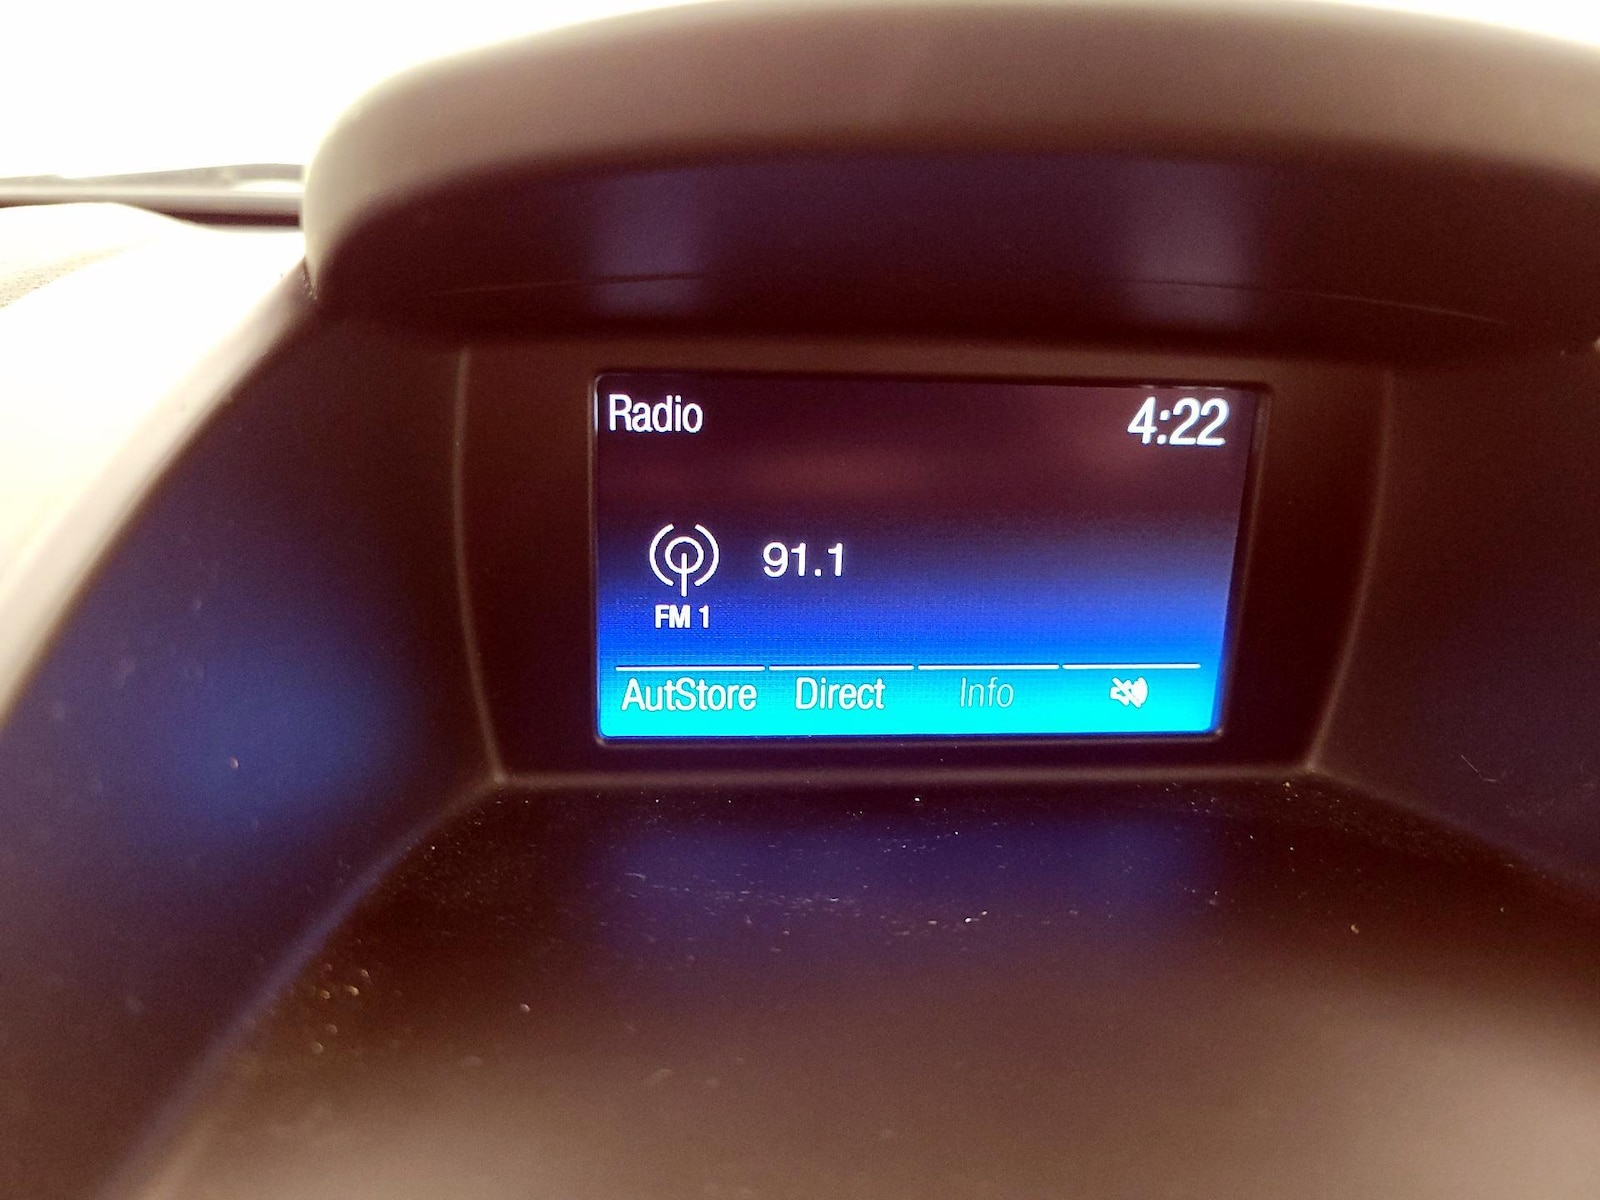 Radio 4:22
91.1
FM 1
AutStore Direct Info